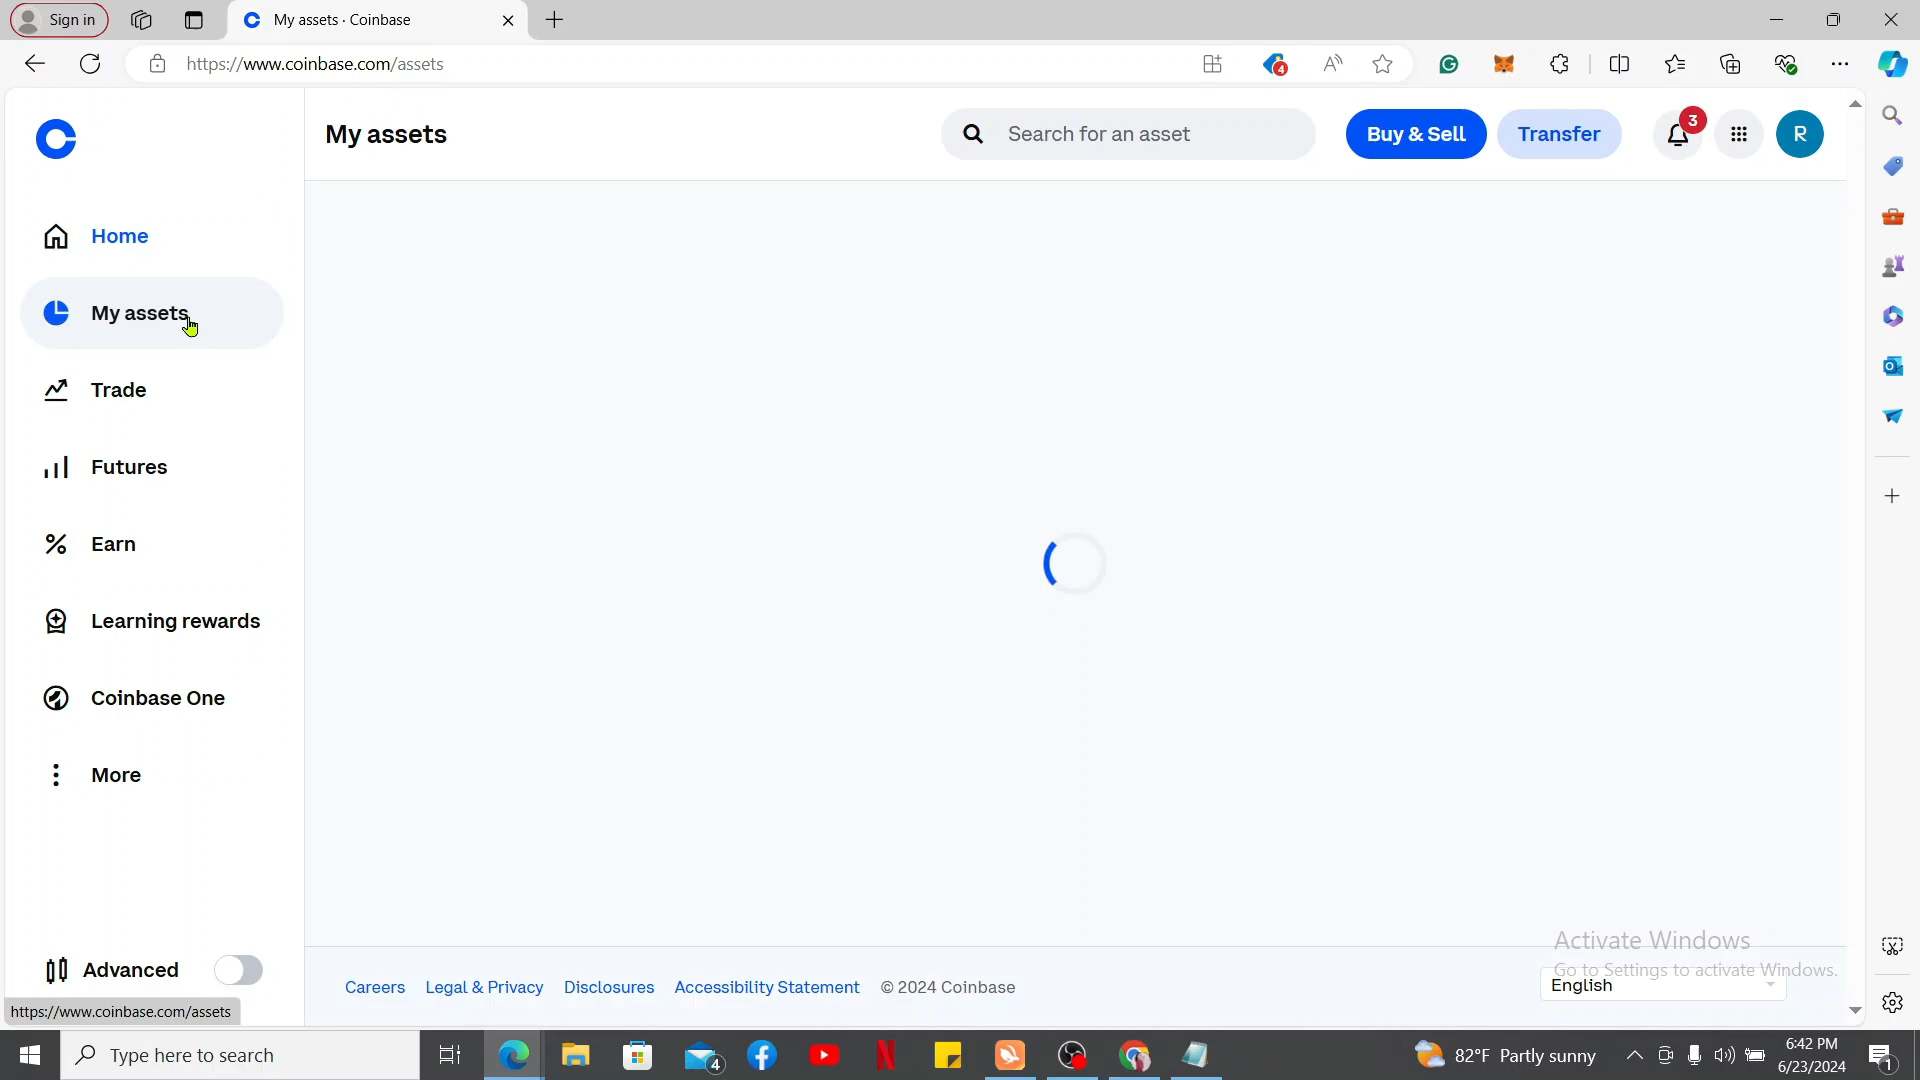 Sign in
My assets · Coinbase
https://www.coinbase.com/assets
4
My assets
Search for an asset
Buy & Sell
Transfer
3
R
Home
My assets
Trade
Futures
Earn
Learning rewards
Coinbase One
More
Advanced
Activate Windows
Go to Settings to activate Windows.
Careers
Legal & Privacy
Disclosures
Accessibility Statement
© 2024 Coinbase
English
https://www.coinbase.com/assets
Type here to search
4
82°F Partly sunny
6:42 PM
6/23/2024
1